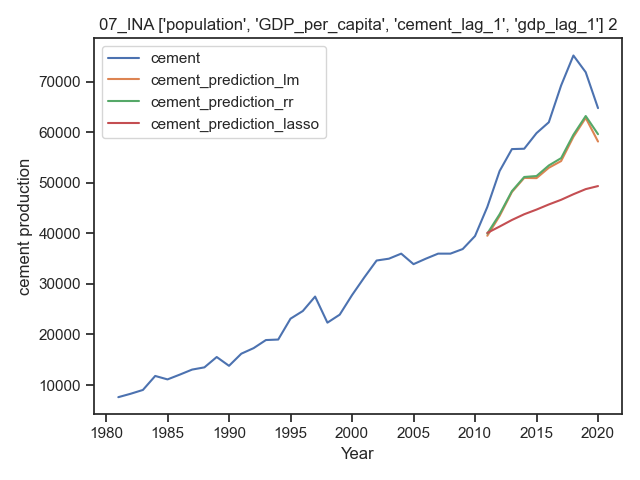 07_INA ['population', 'GDP_per_capita', 'cement_lag_1', 'gdp_lag_1'] 2
cement
cement_prediction_lm
cement_prediction_rr
cement_prediction_lasso
cement production
70000
60000
50000
40000
30000
20000
10000
1980 1985 1990 1995 2000 2005 2010 2015 2020
Year